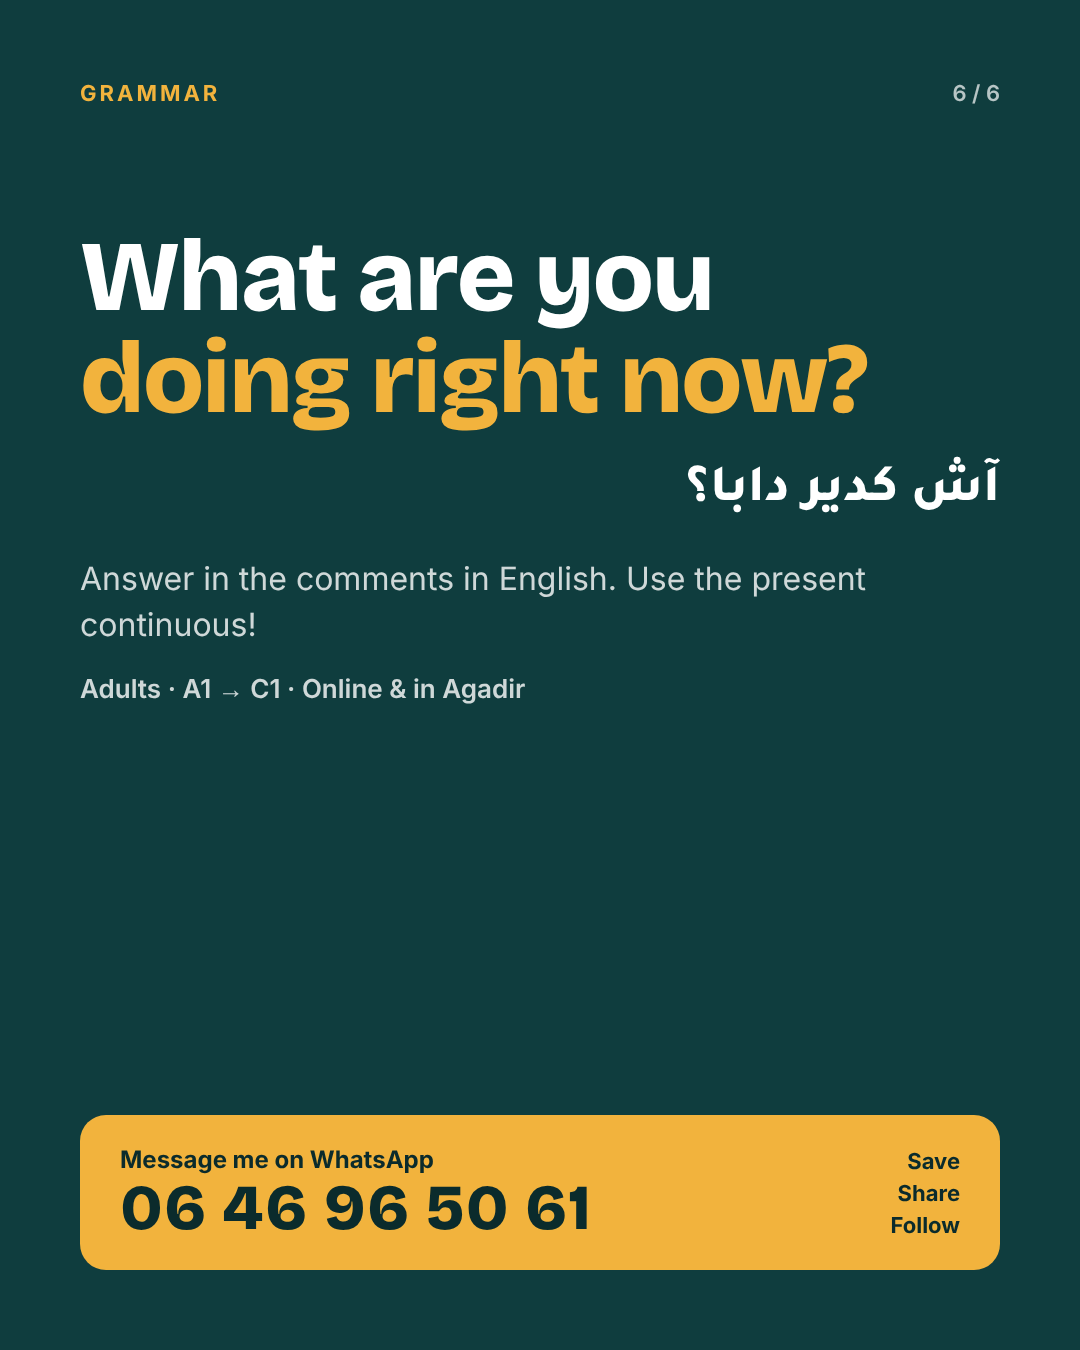 GRAMMAR
6 / 6
What are you
doing right now?
آش كدير دابا؟
Answer in the comments in English. Use the present
continuous!
Adults · A1 → C1 · Online & in Agadir
Message me on WhatsApp
06 46 96 50 61
Save
Share
Follow